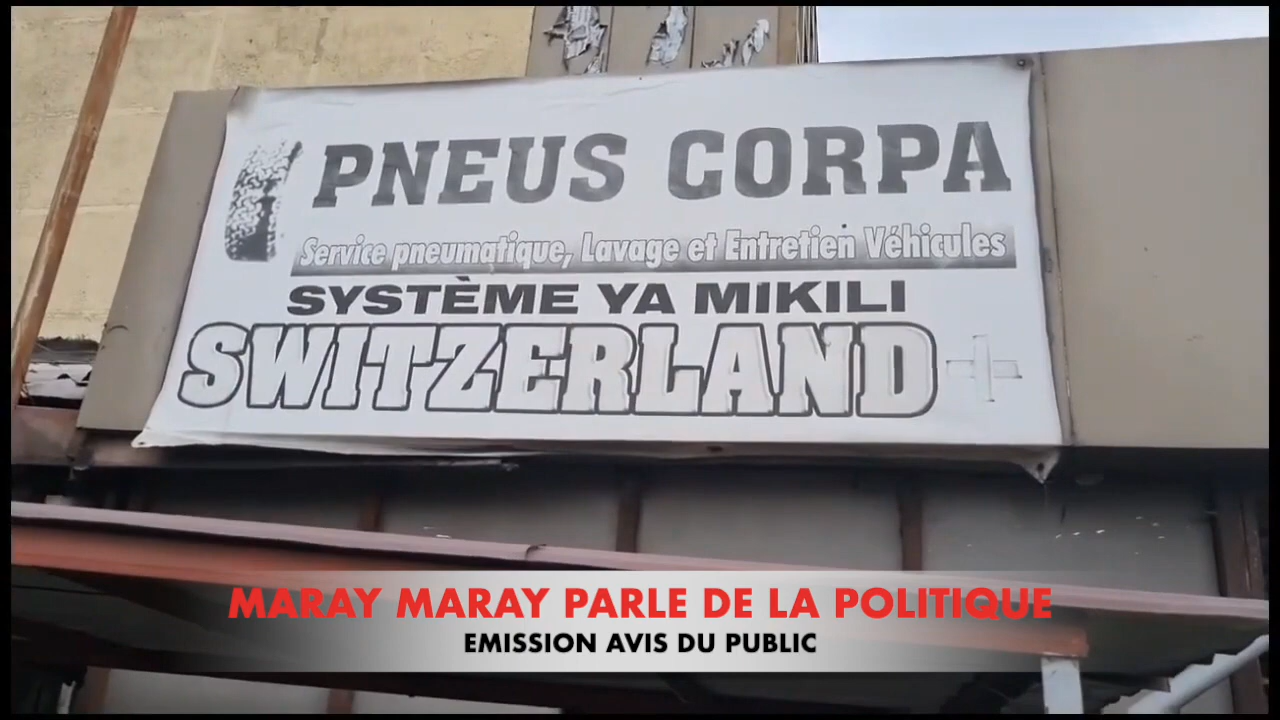 PNEUS CORPA
Service pneumatique, Lavage et Entretien Véhicules
SYSTÈME YA MIKILI
SWITZERLAND +
MARAY MARAY PARLE DE LA POLITIQUE
EMISSION AVIS DU PUBLIC